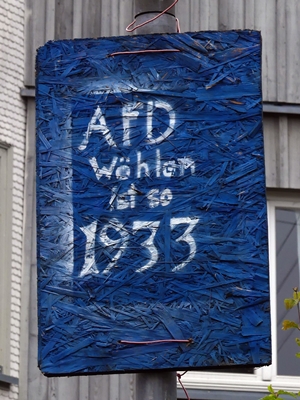 AFD
Wählen
ist so
1933